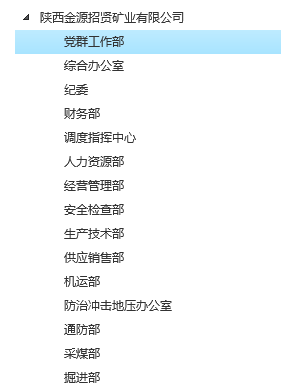 陕西金源招贤矿业有限公司
党群工作部
综合办公室
纪委
财务部
调度指挥中心
人力资源部
经营管理部
安全检查部
生产技术部
供应销售部
机运部
防治冲击地压办公室
通防部
采煤部
掘进部